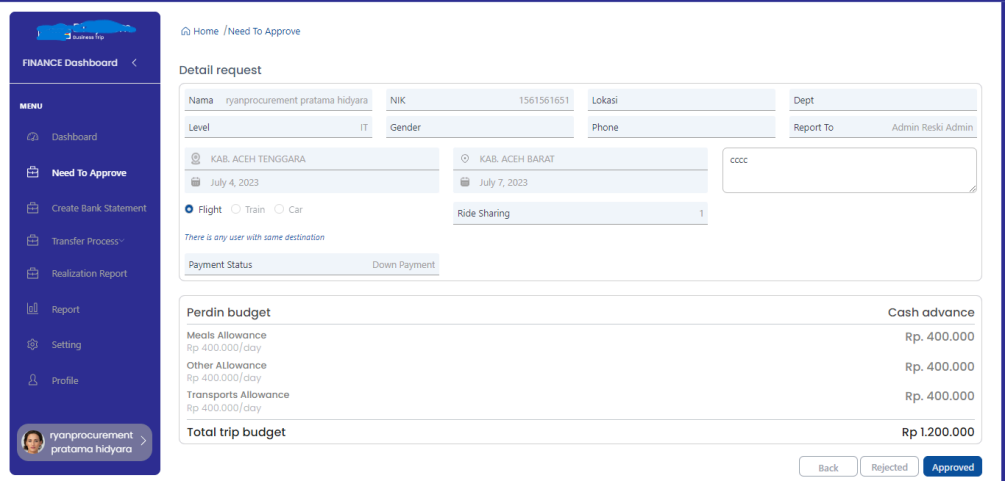 Business Trip
FINANCE Dashboard
MENU
Dashboard
Need To Approve
Create Bank Statement
Transfer Process
Realization Report
Report
Setting
Profile
ryanprocurement
pratama hidyara
Home /Need To Approve
Detail request
Nama ryanprocurement pratama hidyara NIK 1561561651 Lokasi Dept
Level IT Gender Phone Report To Admin Reski Admin
KAB. ACEH TENGGARA KAB. ACEH BARAT cccc
July 4, 2023 July 7, 2023
Flight Train Car Ride Sharing 1
There is any user with same destination
Payment Status Down Payment
Perdin budget Cash advance
Meals Allowance
Rp 400.000/day Rp. 400.000
Other ALlowance
Rp 400.000/day Rp. 400.000
Transports Allowance
Rp 400.000/day Rp. 400.000
Total trip budget Rp 1.200.000
Back Rejected Approved